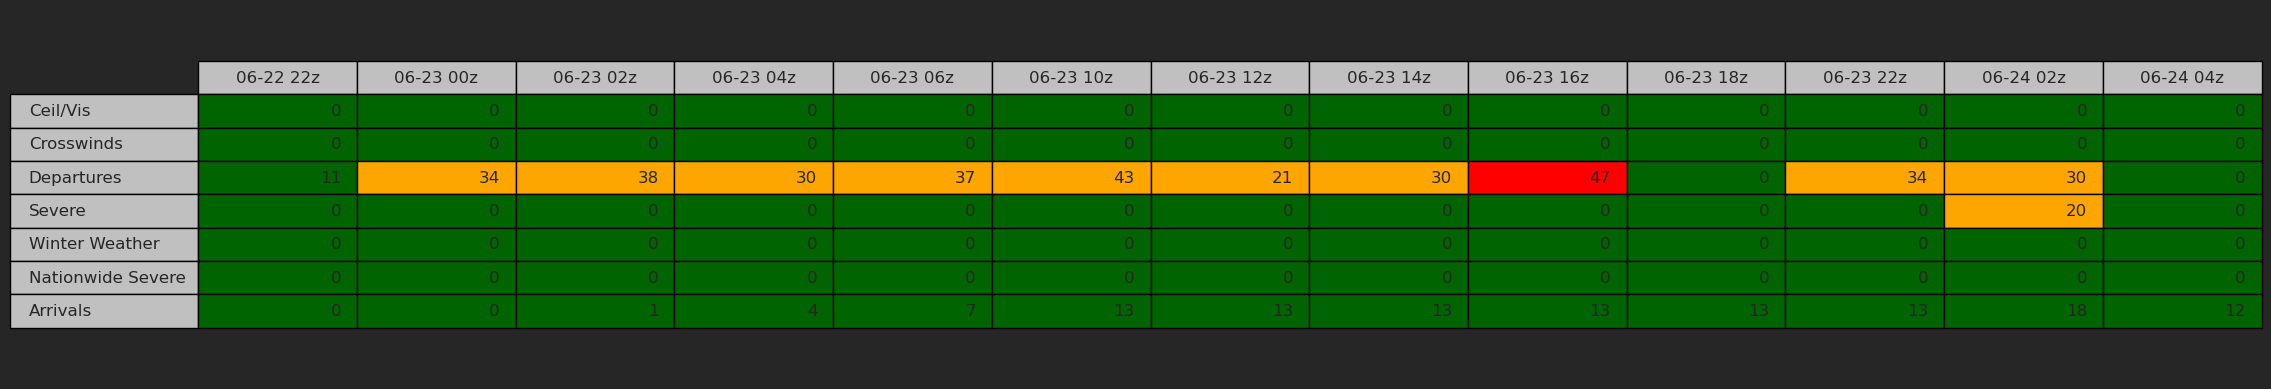 06-22 22z 06-23 00z 06-23 02z 06-23 04z 06-23 06z 06-23 10z 06-23 12z 06-23 14z 06-23 16z 06-23 18z 06-23 22z 06-24 02z 06-24 04z
Ceil/Vis 0 0 0 0 0 0 0 0 0 0 0 0 0
Crosswinds 0 0 0 0 0 0 0 0 0 0 0 0 0
Departures 11 34 38 30 37 43 21 30 47 0 34 30 0
Severe 0 0 0 0 0 0 0 0 0 0 0 20 0
Winter Weather 0 0 0 0 0 0 0 0 0 0 0 0 0
Nationwide Severe 0 0 0 0 0 0 0 0 0 0 0 0 0
Arrivals 0 0 1 4 7 13 13 13 13 13 13 18 12